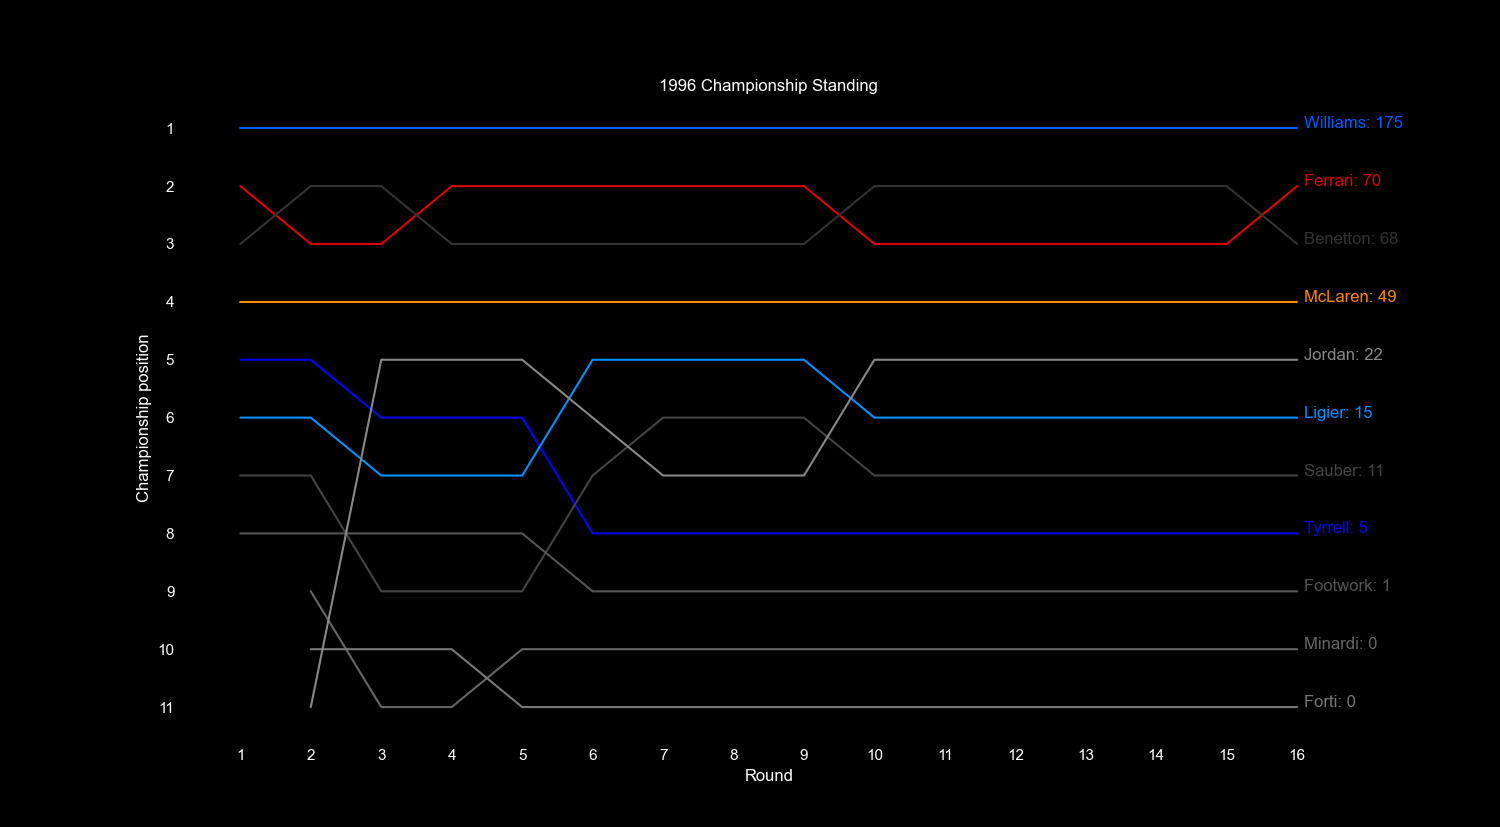 1996 Championship Standing
Championship position
1
2
3
4
5
6
7
8
9
10
11
Williams: 175
Ferrari: 70
Benetton: 68
McLaren: 49
Jordan: 22
Ligier: 15
Sauber: 11
Tyrrell: 5
Footwork: 1
Minardi: 0
Forti: 0
1 2 3 4 5 6 7 8 9 10 11 12 13 14 15 16
Round